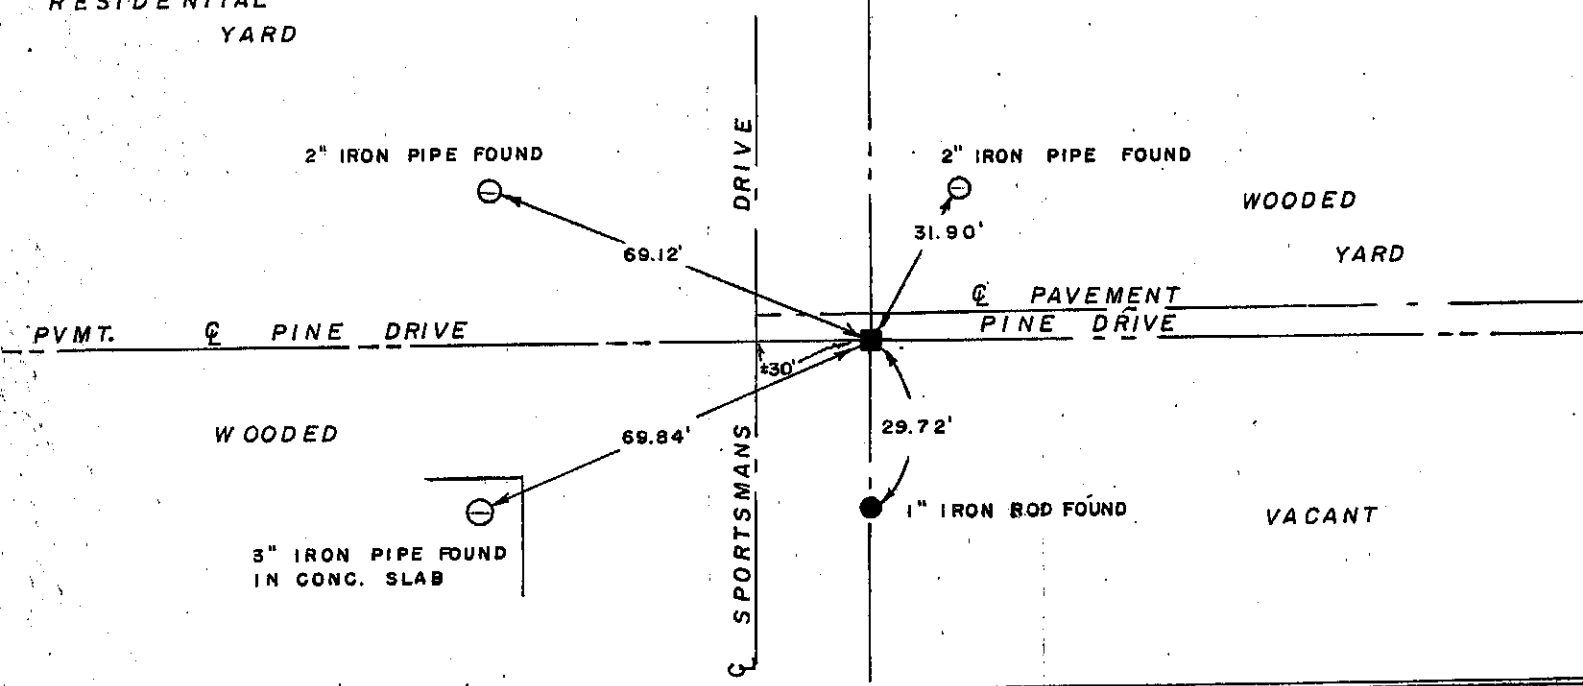 RESIDENTIAL
YARD
2" IRON PIPE FOUND
DRIVE
2" IRON PIPE FOUND
WOODED
YARD
69.12'
31.90'
℄ PAVEMENT
PVMT. ℄ PINE DRIVE
PINE DRIVE
±30'
WOODED
69.84'
29.72'
℄ SPORTSMANS
1" IRON ROD FOUND
VACANT
3" IRON PIPE FOUND
IN CONC. SLAB